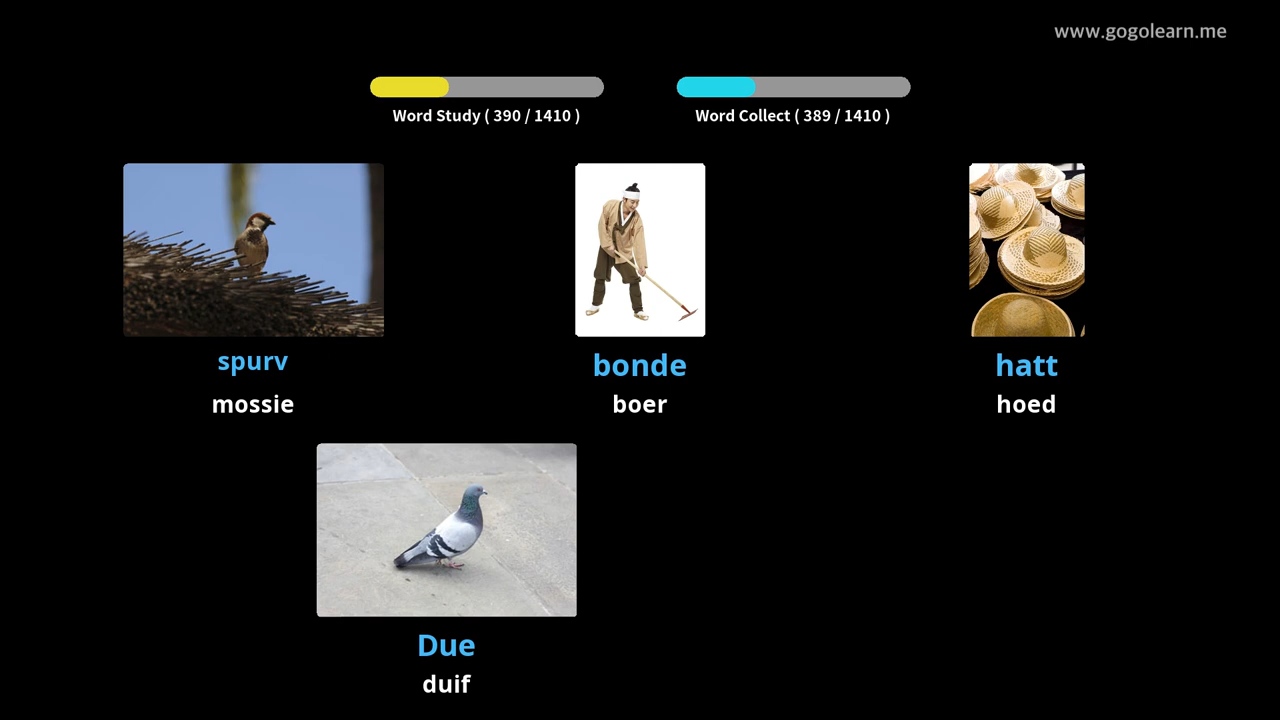 www.gogolearn.me
Word Study ( 390 / 1410 )
Word Collect ( 389 / 1410 )
spurv
mossie
bonde
boer
hatt
hoed
Due
duif